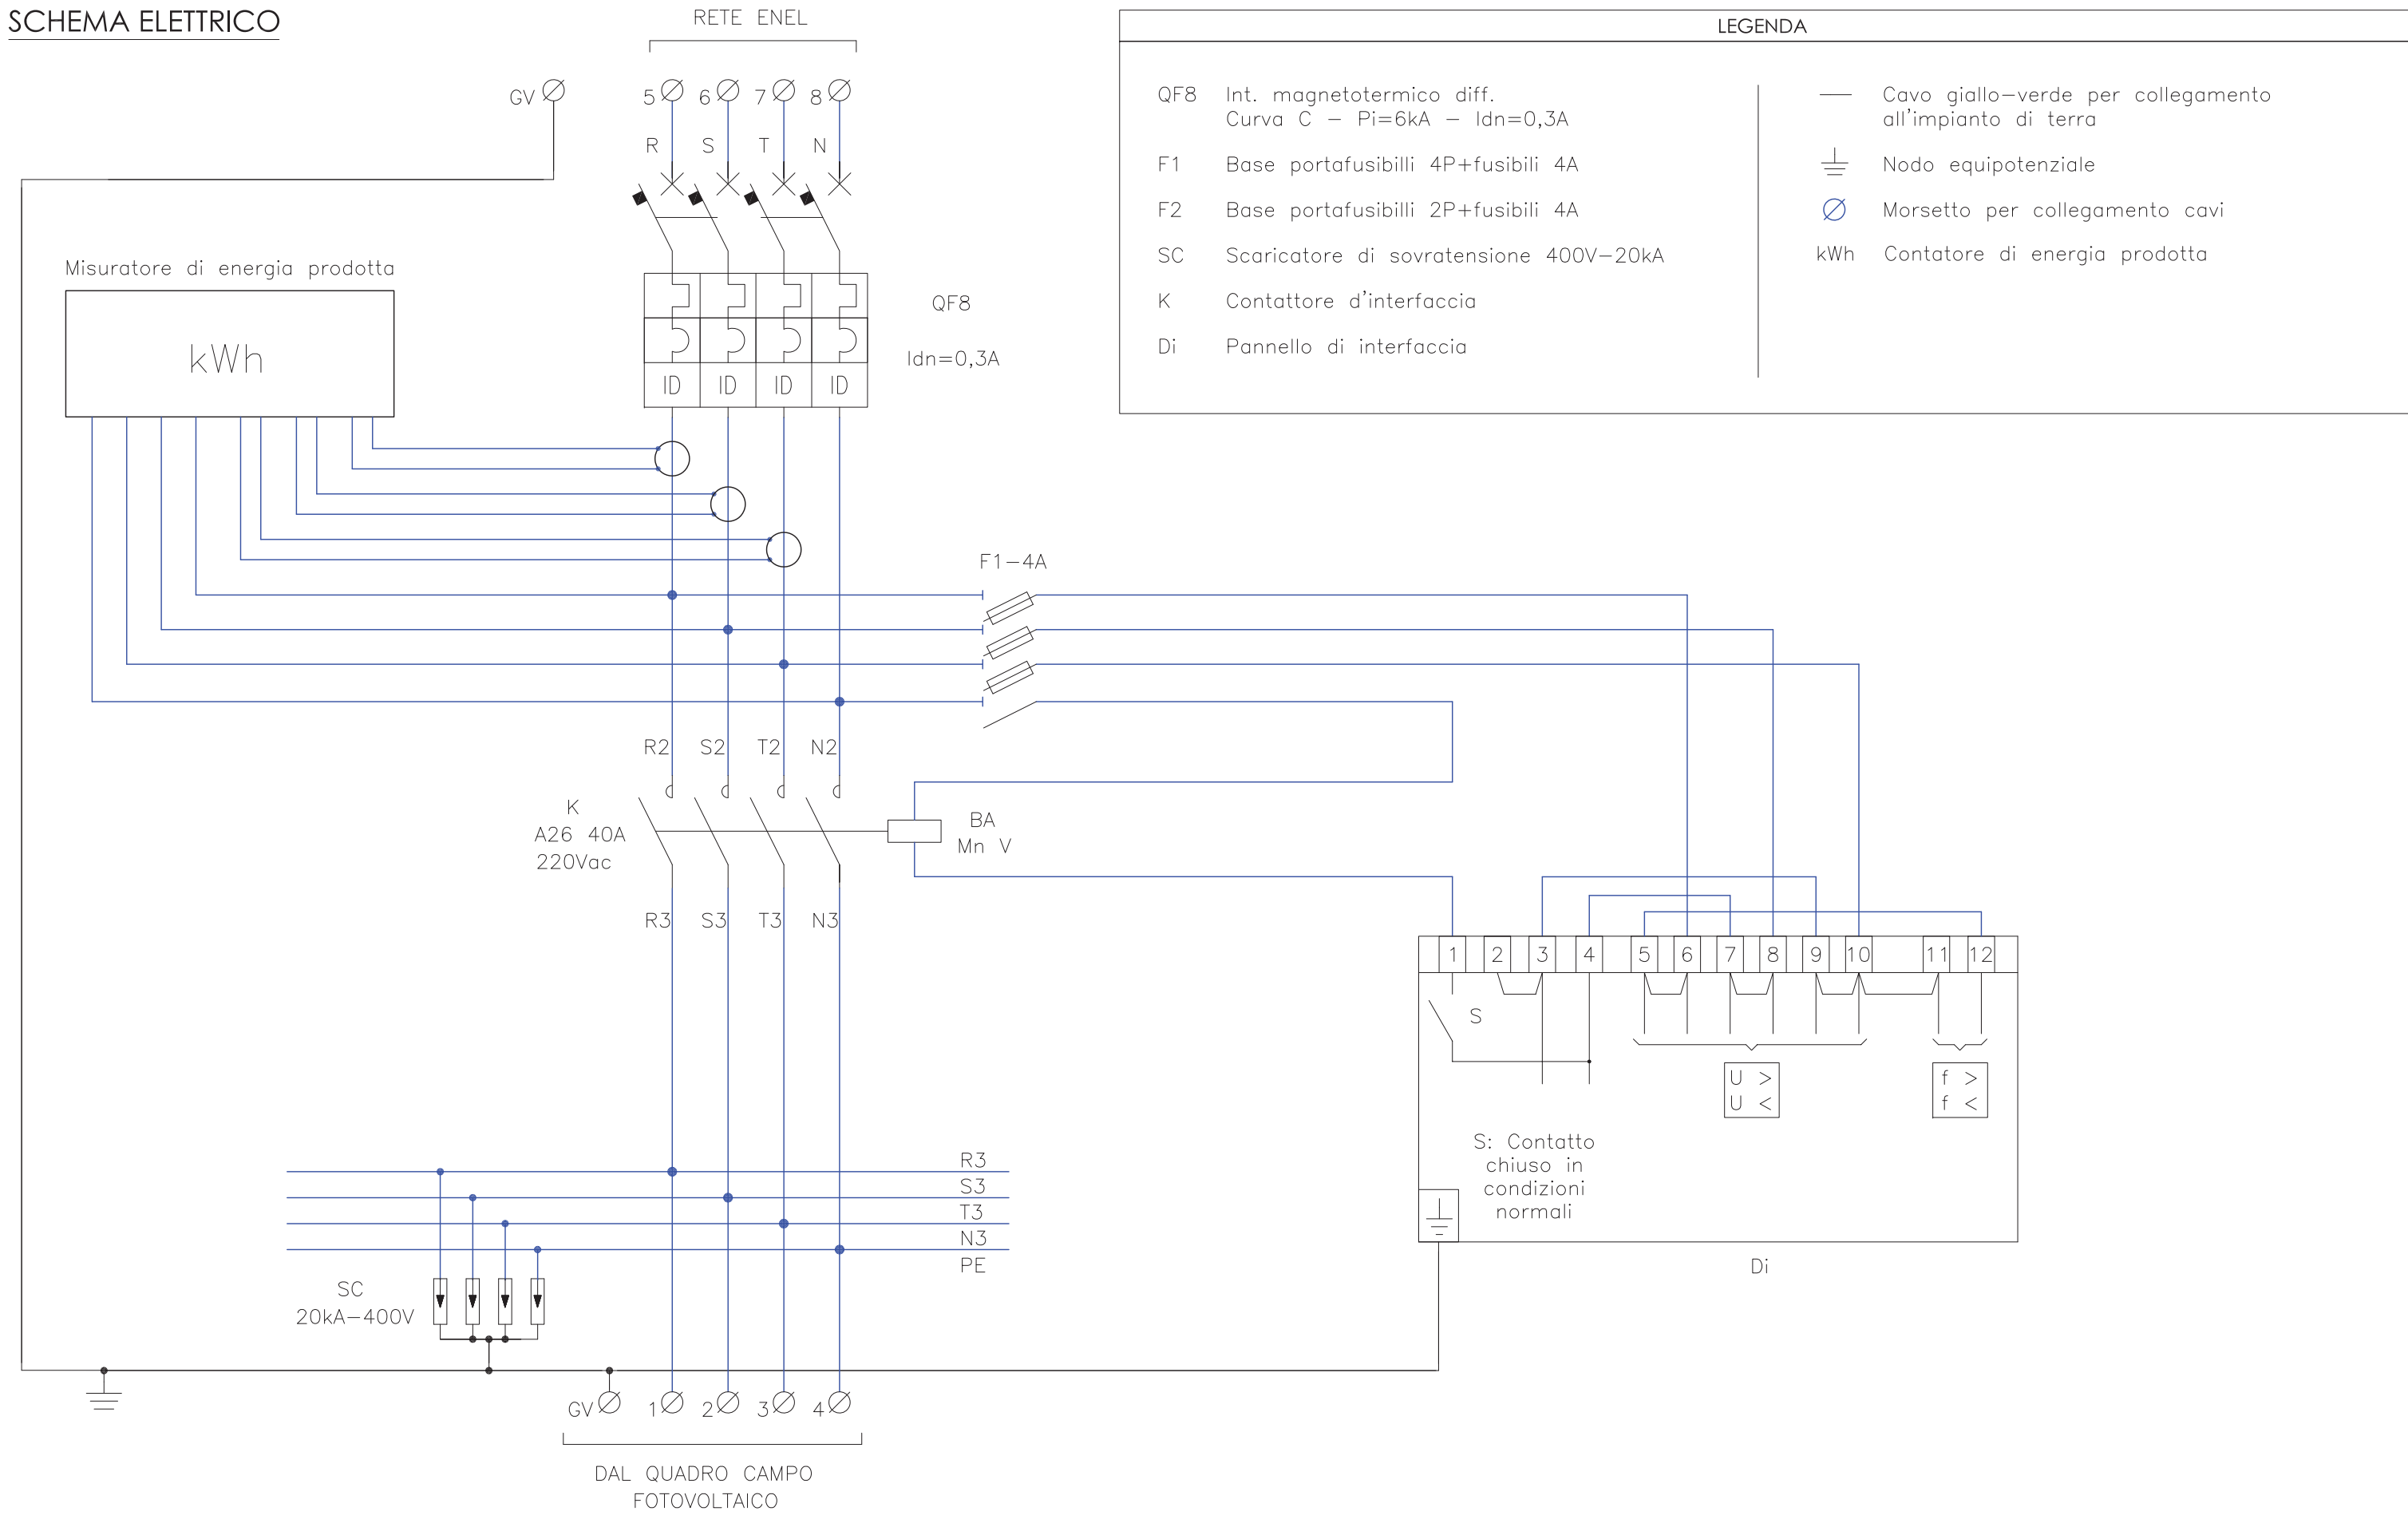 SCHEMA ELETTRICO
RETE ENEL
GV
5 6 7 8
R S T N
QF8
Idn=0,3A
ID ID ID ID
Misuratore di energia prodotta
kWh
F1-4A
R2 S2 T2 N2
K
A26 40A
220Vac
BA
Mn V
R3 S3 T3 N3
R3
S3
T3
N3
PE
SC
20kA-400V
GV 1 2 3 4
DAL QUADRO CAMPO
FOTOVOLTAICO
1 2 3 4 5 6 7 8 9 10 11 12
S
U >
U <
f >
f <
S: Contatto
chiuso in
condizioni
normali
Di
LEGENDA
QF8 Int. magnetotermico diff.
Curva C - Pi=6kA - Idn=0,3A
F1 Base portafusibilli 4P+fusibili 4A
F2 Base portafusibilli 2P+fusibili 4A
SC Scaricatore di sovratensione 400V-20kA
K Contattore d'interfaccia
Di Pannello di interfaccia
Cavo giallo-verde per collegamento
all'impianto di terra
Nodo equipotenziale
Morsetto per collegamento cavi
kWh Contatore di energia prodotta